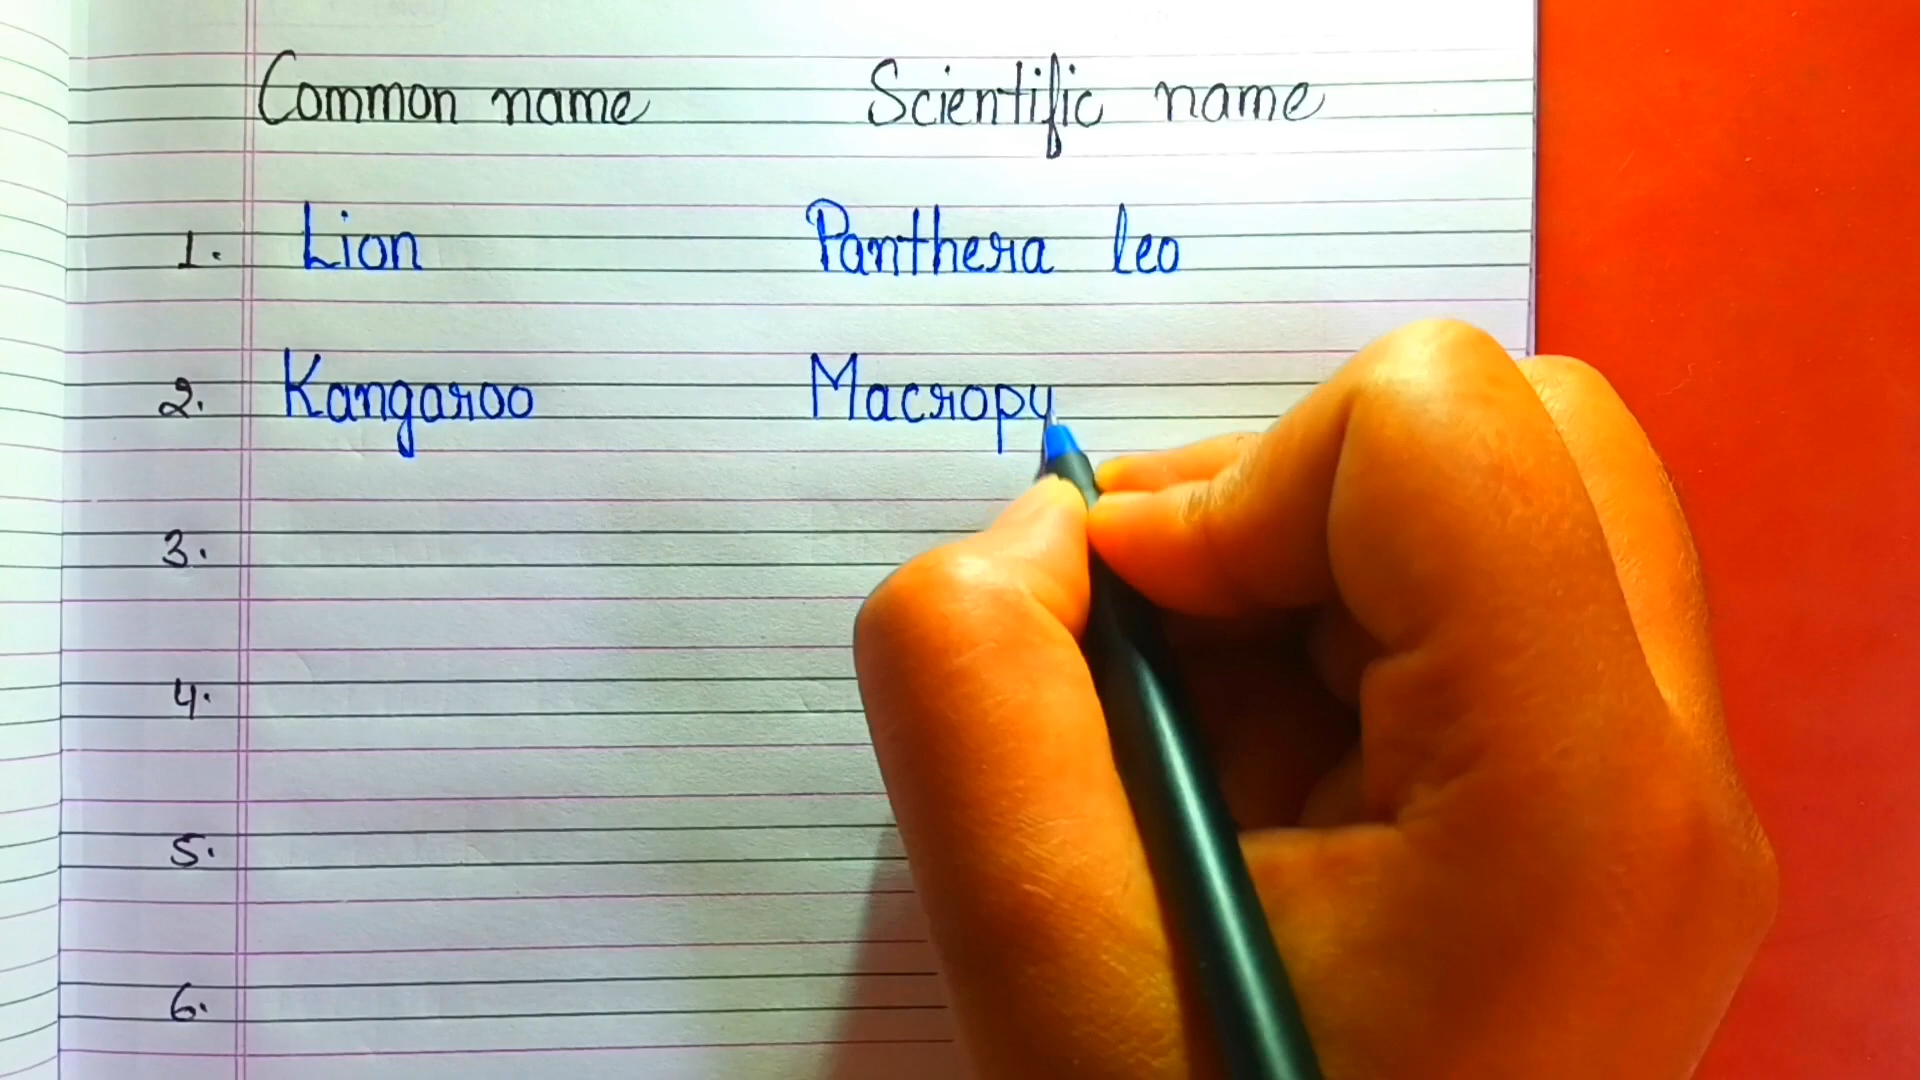 Common name Scientific name
1. Lion Panthera leo
2. Kangaroo Macropy
3.
4.
5.
6.